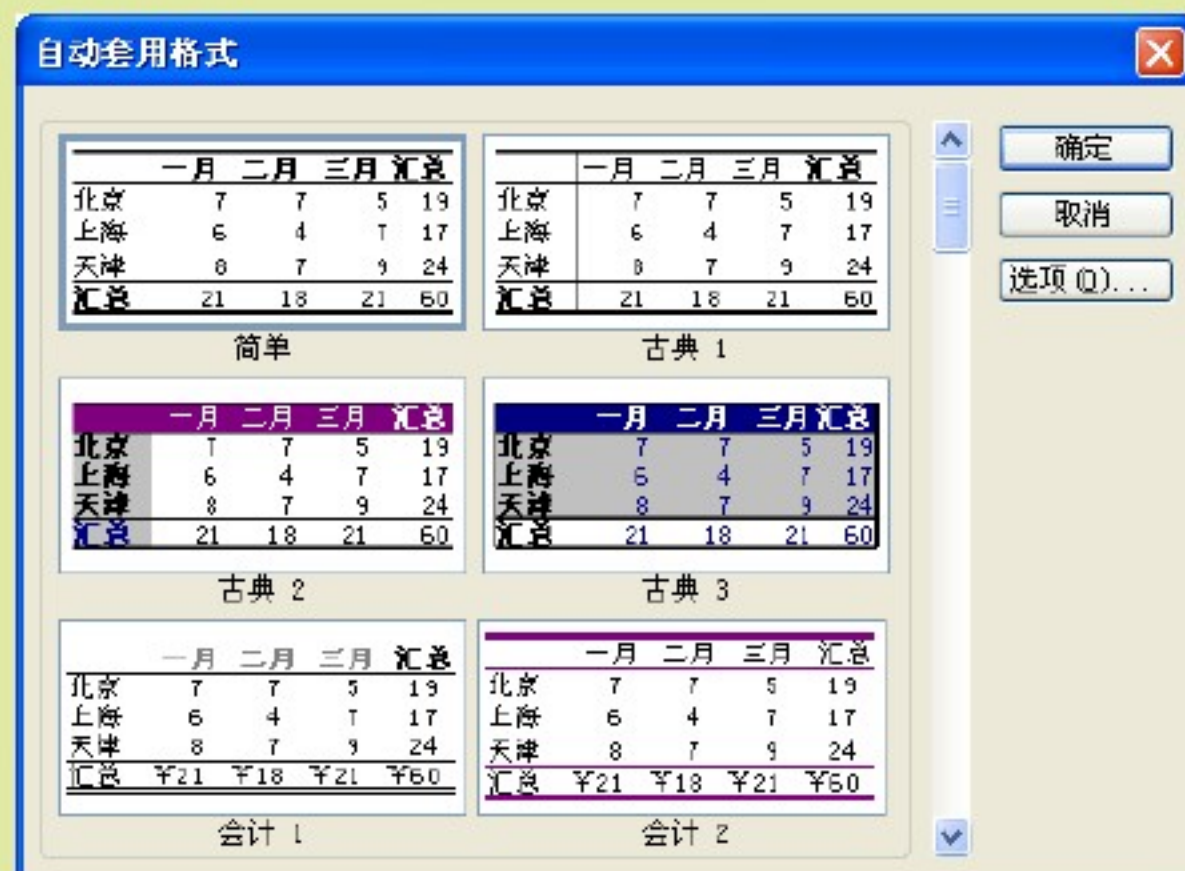 自动套用格式
一月 二月 三月 汇总
北京 7 7 5 19
上海 6 4 7 17
天津 8 7 9 24
汇总 21 18 21 60
简单
一月 二月 三月 汇总
北京 7 7 5 19
上海 6 4 7 17
天津 8 7 9 24
汇总 21 18 21 60
古典 1
确定
取消
选项(O)...
一月 二月 三月 汇总
北京 7 7 5 19
上海 6 4 7 17
天津 8 7 9 24
汇总 21 18 21 60
古典 2
一月 二月 三月 汇总
北京 7 7 5 19
上海 6 4 7 17
天津 8 7 9 24
汇总 21 18 21 60
古典 3
一月 二月 三月 汇总
北京 7 7 5 19
上海 6 4 7 17
天津 8 7 9 24
汇总 ¥21 ¥18 ¥21 ¥60
会计 1
一月 二月 三月 汇总
北京 7 7 5 19
上海 6 4 7 17
天津 8 7 9 24
汇总 ¥21 ¥18 ¥21 ¥60
会计 2